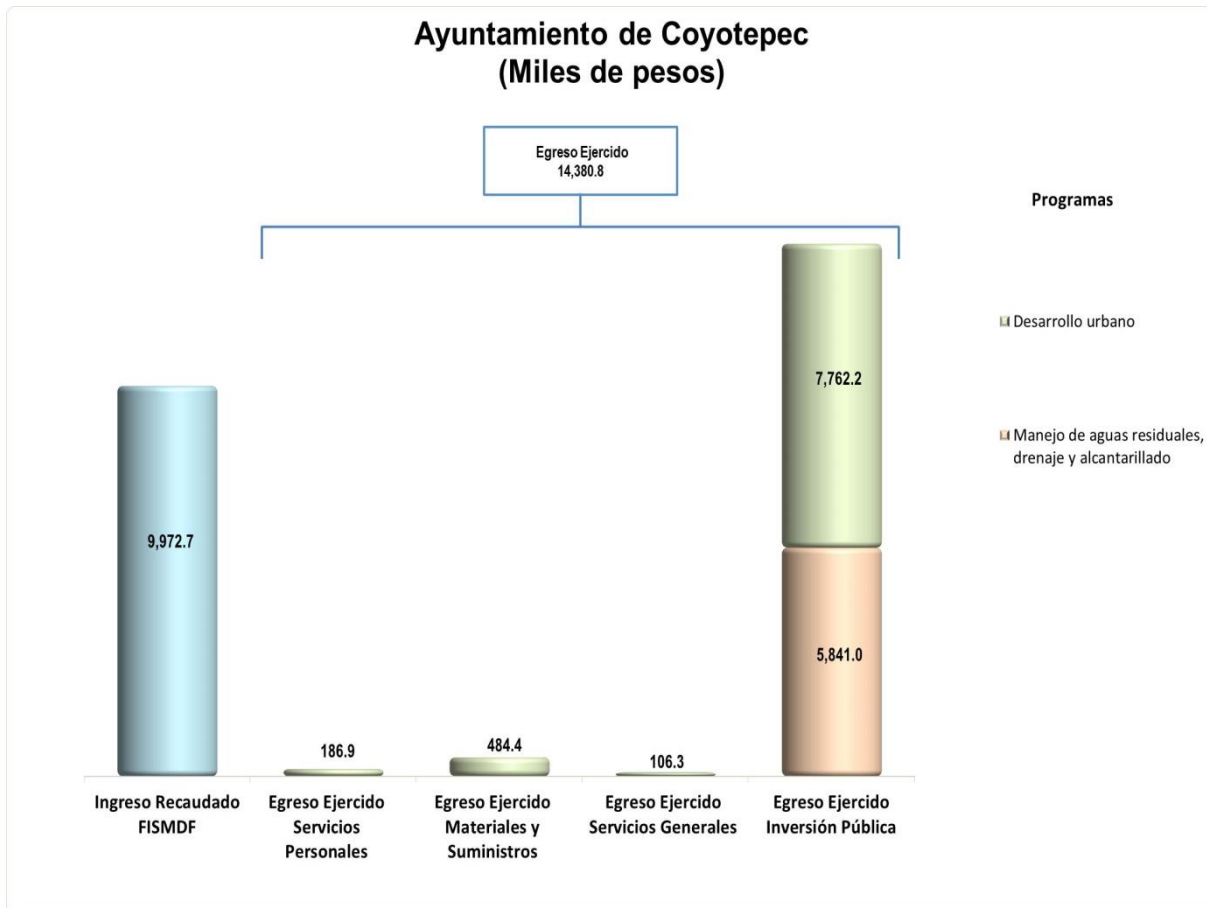 Ayuntamiento de Coyotepec
(Miles de pesos)
Egreso Ejercido
14,380.8
Programas
Desarrollo urbano
Manejo de aguas residuales,
drenaje y alcantarillado
9,972.7
186.9
484.4
106.3
7,762.2
5,841.0
Ingreso Recaudado
FISMDF
Egreso Ejercido
Servicios
Personales
Egreso Ejercido
Materiales y
Suministros
Egreso Ejercido
Servicios Generales
Egreso Ejercido
Inversión Pública